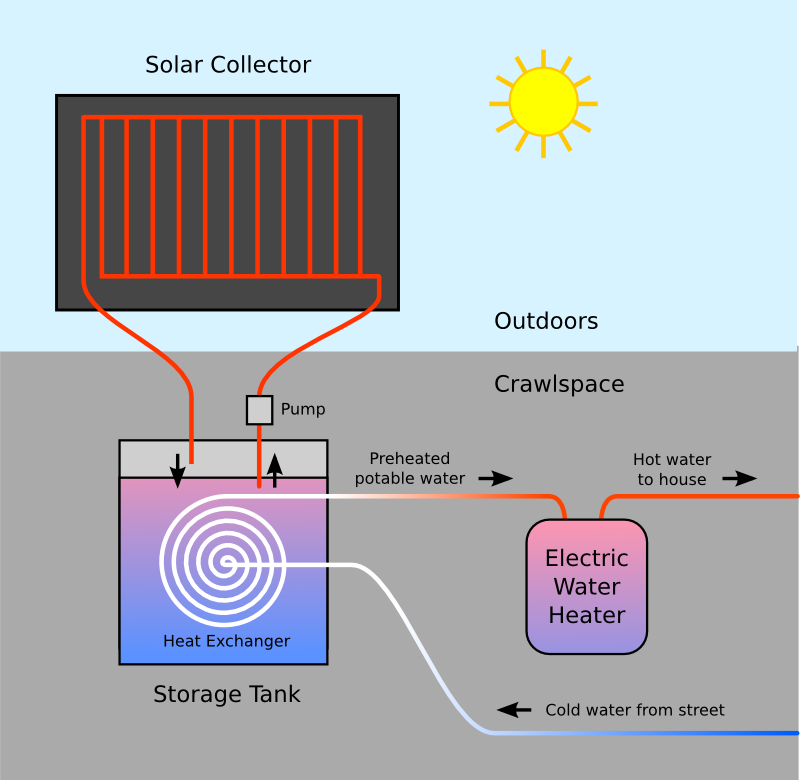 Solar Collector
Outdoors
Crawlspace
Pump
Preheated
potable water
Hot water
to house
Electric
Water
Heater
Heat Exchanger
Storage Tank
Cold water from street